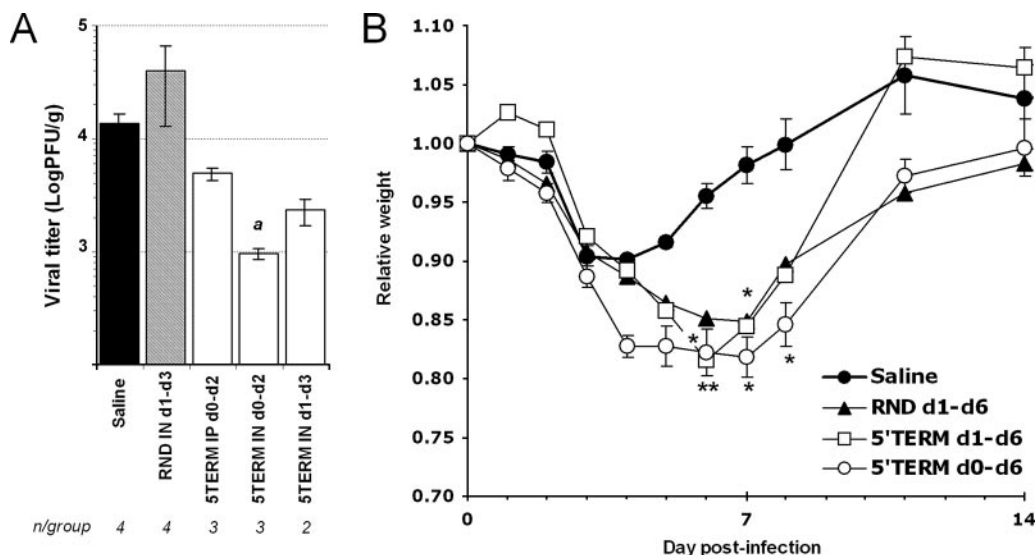 A
Viral titer (LogPFU/g)
5
4
3
a
Saline
RND IN d1-d3
5TERM IP d0-d2
5TERM IN d0-d2
5TERM IN d1-d3
n/group 4 4 3 3 2
B
Relative weight
1.10
1.05
1.00
0.95
0.90
0.85
0.80
0.75
0.70
*
*
**
*
*
Saline
RND d1-d6
5'TERM d1-d6
5'TERM d0-d6
0 7 14
Day post-infection